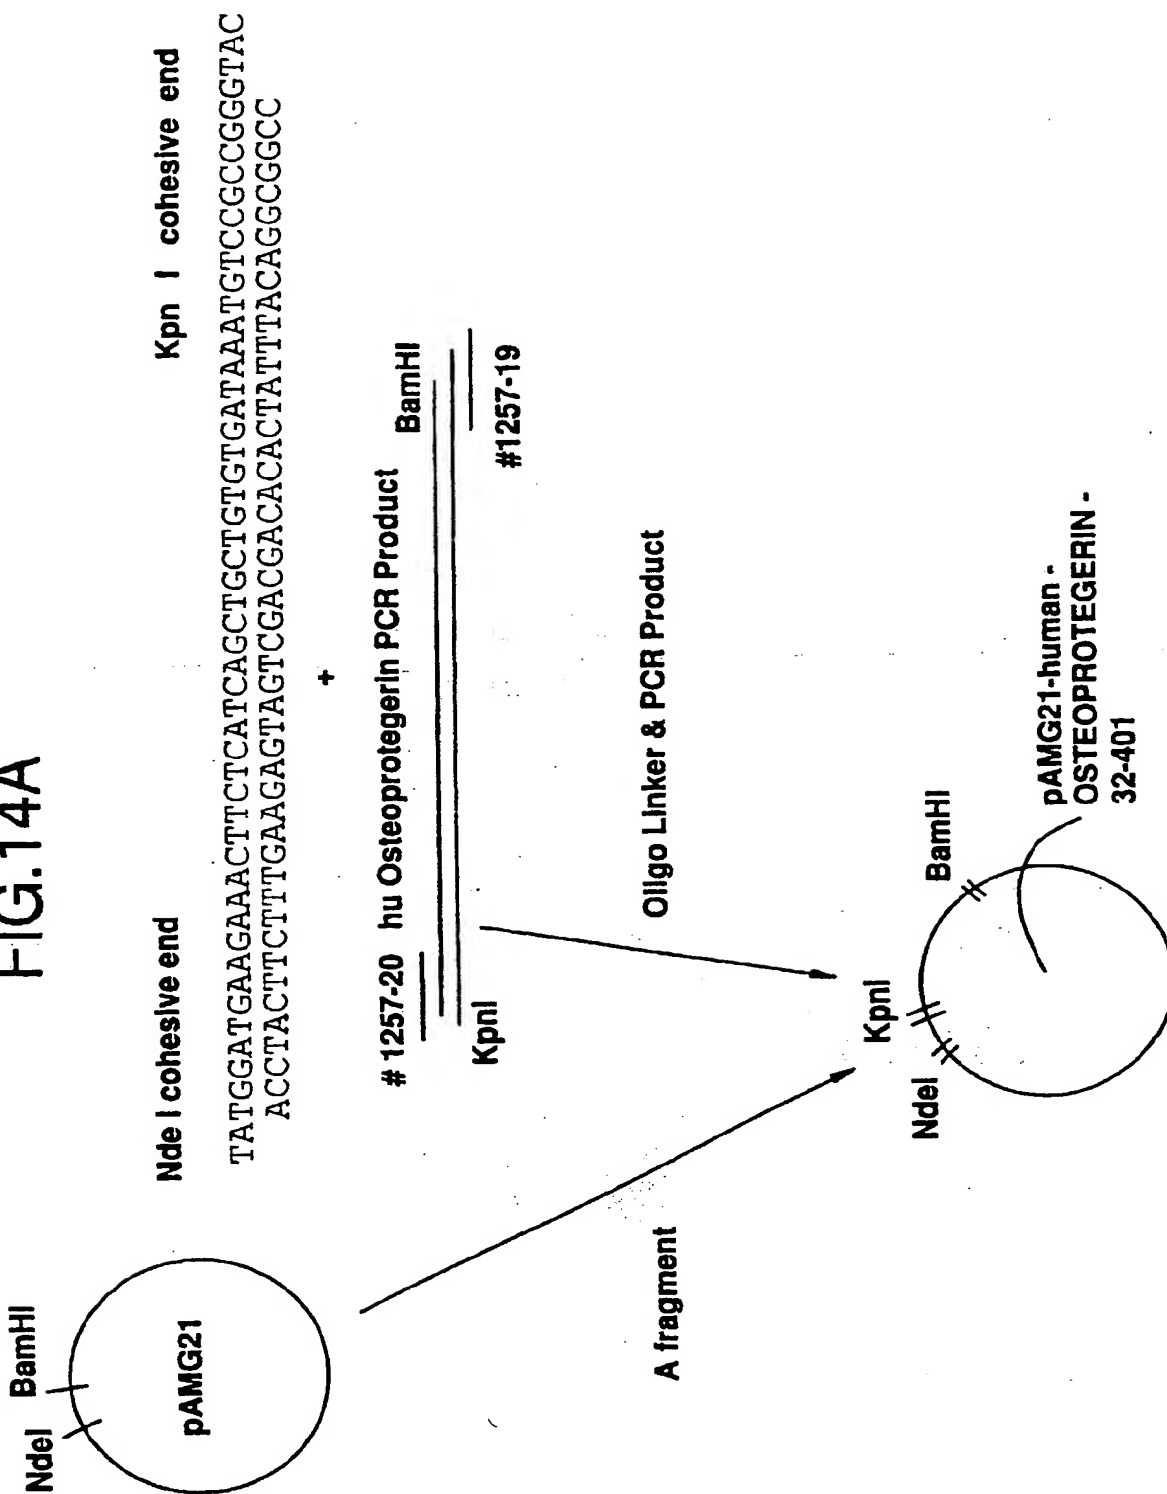 FIG.14A
NdeI
BamHI
pAMG21
Nde I cohesive end
Kpn I cohesive end
TATGGATGAAGAAACTTCTCATCAGCTGCTGTGTGATAAATGTCCGCCGGGTAC
ACCTACTTCTTTGAAGAGTAGTCGACGACACACTATTTACAGGCGGCC
+
#1257-20 hu Osteoprotegerin PCR Product
BamHI
KpnI
#1257-19
A fragment
Oligo Linker & PCR Product
NdeI
KpnI
BamHI
pAMG21-human -
OSTEOPROTEGERIN -
32-401